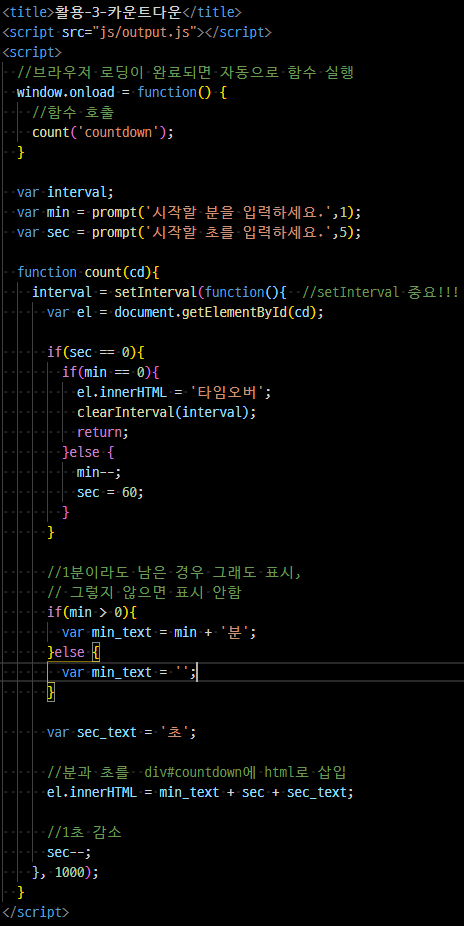 <title>활용-3-카운트다운</title>
<script src="js/output.js"></script>
<script>
  //브라우저 로딩이 완료되면 자동으로 함수 실행
  window.onload = function() {
    //함수 호출
    count('countdown');
  }

  var interval;
  var min = prompt('시작할 분을 입력하세요.',1);
  var sec = prompt('시작할 초를 입력하세요.',5);

  function count(cd){
    interval = setInterval(function(){  //setInterval 중요!!!
      var el = document.getElementById(cd);

      if(sec == 0){
        if(min == 0){
          el.innerHTML = '타임오버';
          clearInterval(interval);
          return;
        }else {
          min--;
          sec = 60;
        }
      }

      //1분이라도 남은 경우 그래도 표시,
      // 그렇지 않으면 표시 안함
      if(min > 0){
        var min_text = min + '분';
      }else {
        var min_text = '';
      }

      var sec_text = '초';

      //분과 초를  div#countdown에 html로 삽입
      el.innerHTML = min_text + sec + sec_text;

      //1초 감소
      sec--;
    }, 1000);
  }
</script>